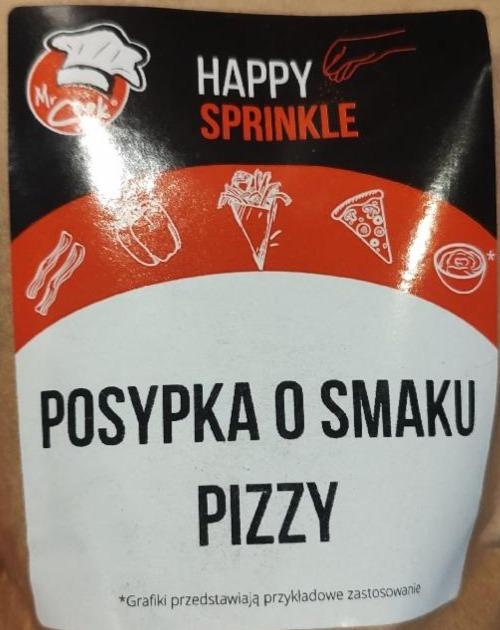 Mr Cook®
HAPPY
SPRINKLE
*
POSYPKA O SMAKU
PIZZY
*Grafiki przedstawiają przykładowe zastosowanie